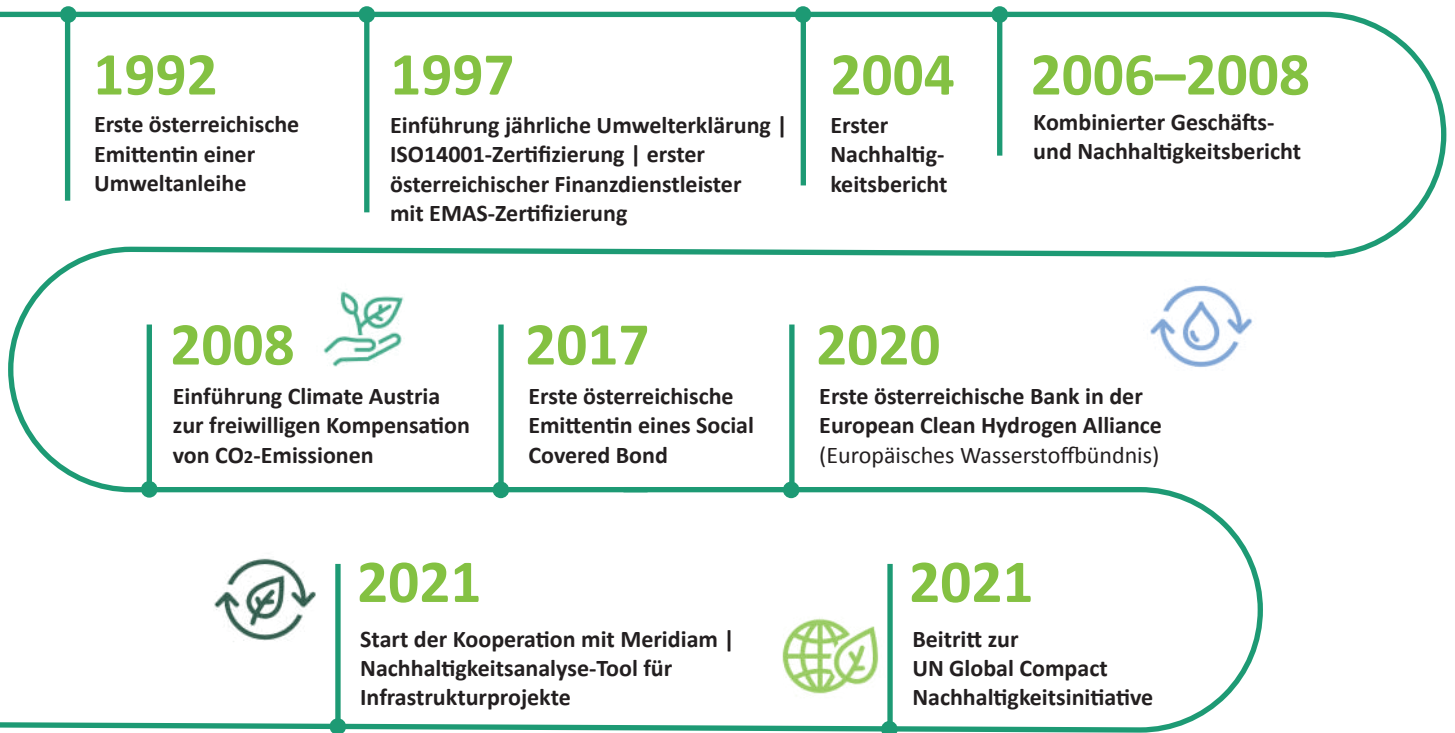 1992
Erste österreichische
Emittentin einer
Umweltanleihe
1997
Einführung jährliche Umwelterklärung |
ISO14001-Zertifizierung | erster
österreichischer Finanzdienstleister
mit EMAS-Zertifizierung
2004
Erster
Nachhaltig-
keitsbericht
2006–2008
Kombinierter Geschäfts-
und Nachhaltigkeitsbericht
2008
Einführung Climate Austria
zur freiwilligen Kompensation
von CO2-Emissionen
2017
Erste österreichische
Emittentin eines Social
Covered Bond
2020
Erste österreichische Bank in der
European Clean Hydrogen Alliance
(Europäisches Wasserstoffbündnis)
2021
Start der Kooperation mit Meridiam |
Nachhaltigkeitsanalyse-Tool für
Infrastrukturprojekte
2021
Beitritt zur
UN Global Compact
Nachhaltigkeitsinitiative